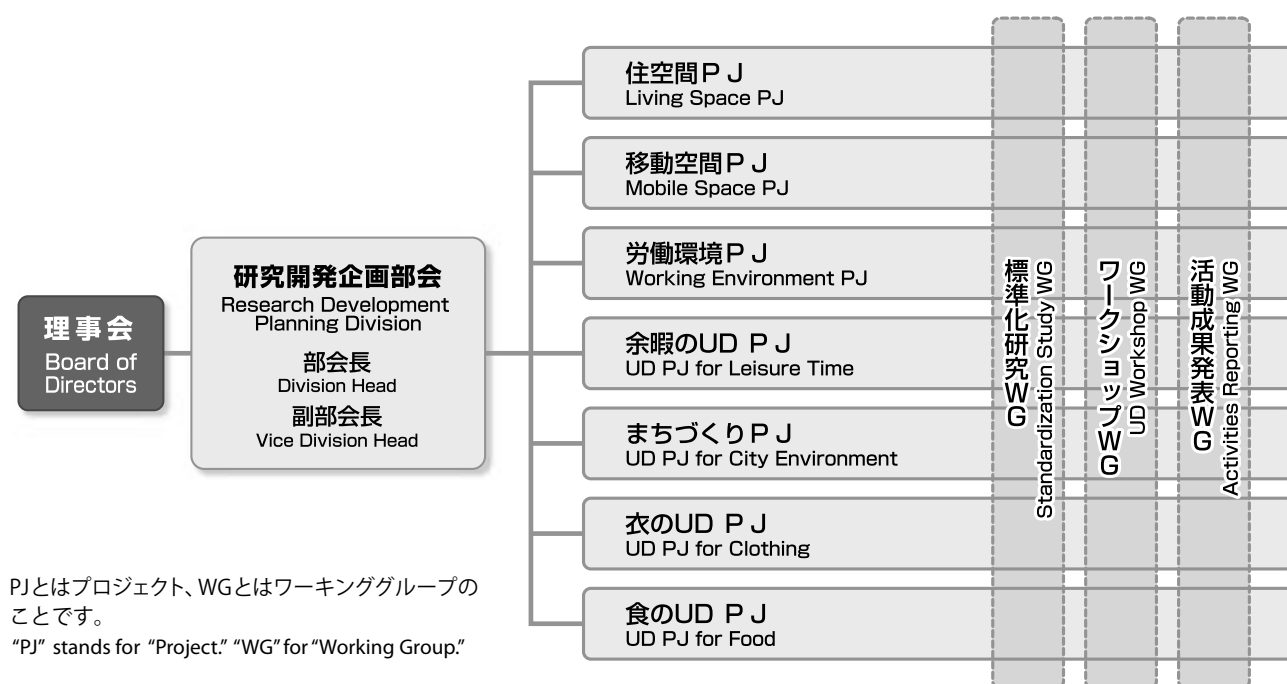 理事会
Board of
Directors
研究開発企画部会
Research Development
Planning Division
部会長
Division Head
副部会長
Vice Division Head
住空間PJ
Living Space PJ
移動空間PJ
Mobile Space PJ
労働環境PJ
Working Environment PJ
余暇のUD PJ
UD PJ for Leisure Time
まちづくりPJ
UD PJ for City Environment
衣のUD PJ
UD PJ for Clothing
食のUD PJ
UD PJ for Food
標準化研究WG
Standardization Study WG
ワークショップWG
UD Workshop WG
活動成果発表WG
Activities Reporting WG
PJとはプロジェクト、WGとはワーキンググループの
ことです。
“PJ” stands for “Project.” “WG” for “Working Group.”